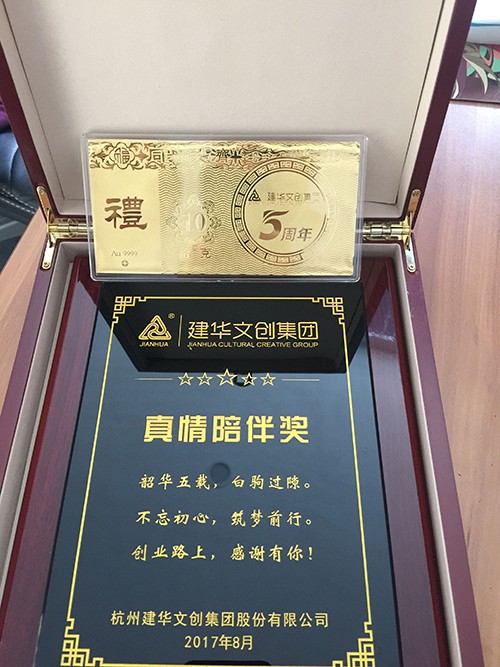 禮
Au 9999
10
克
建华文创集团
5周年
JIANHUA
®
建华文创集团
JIANHUA CULTURAL CREATIVE GROUP
真情陪伴奖
韶华五载，白驹过隙。
不忘初心，筑梦前行。
创业路上，感谢有你！
杭州建华文创集团股份有限公司
2017年8月